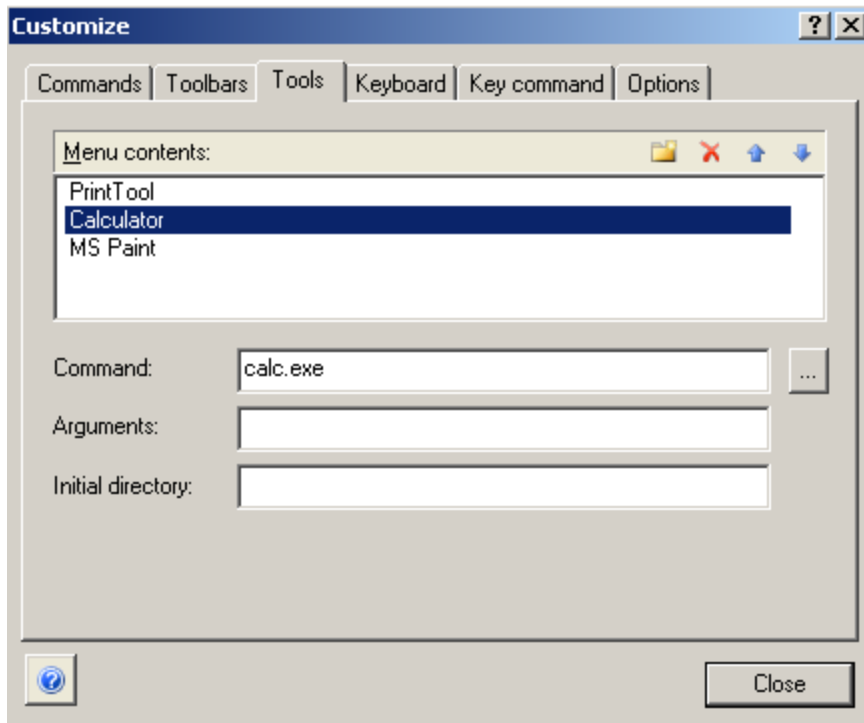 Customize
Commands Toolbars Tools Keyboard Key command Options
Menu contents:
PrintTool
Calculator
MS Paint
Command: calc.exe ...
Arguments:
Initial directory:
Close